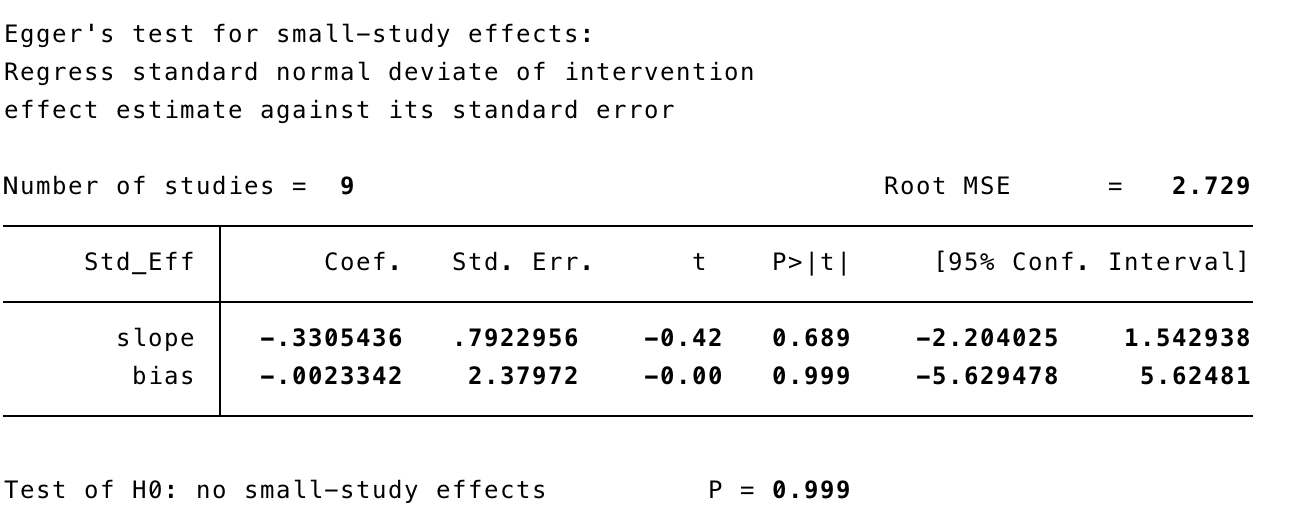 Egger's test for small-study effects:
Regress standard normal deviate of intervention
effect estimate against its standard error
Number of studies = 9 Root MSE = 2.729
Std_Eff Coef. Std. Err. t P>|t| [95% Conf. Interval]
slope -.3305436 .7922956 -0.42 0.689 -2.204025 1.542938
bias -.0023342 2.37972 -0.00 0.999 -5.629478 5.62481
Test of H0: no small-study effects P = 0.999